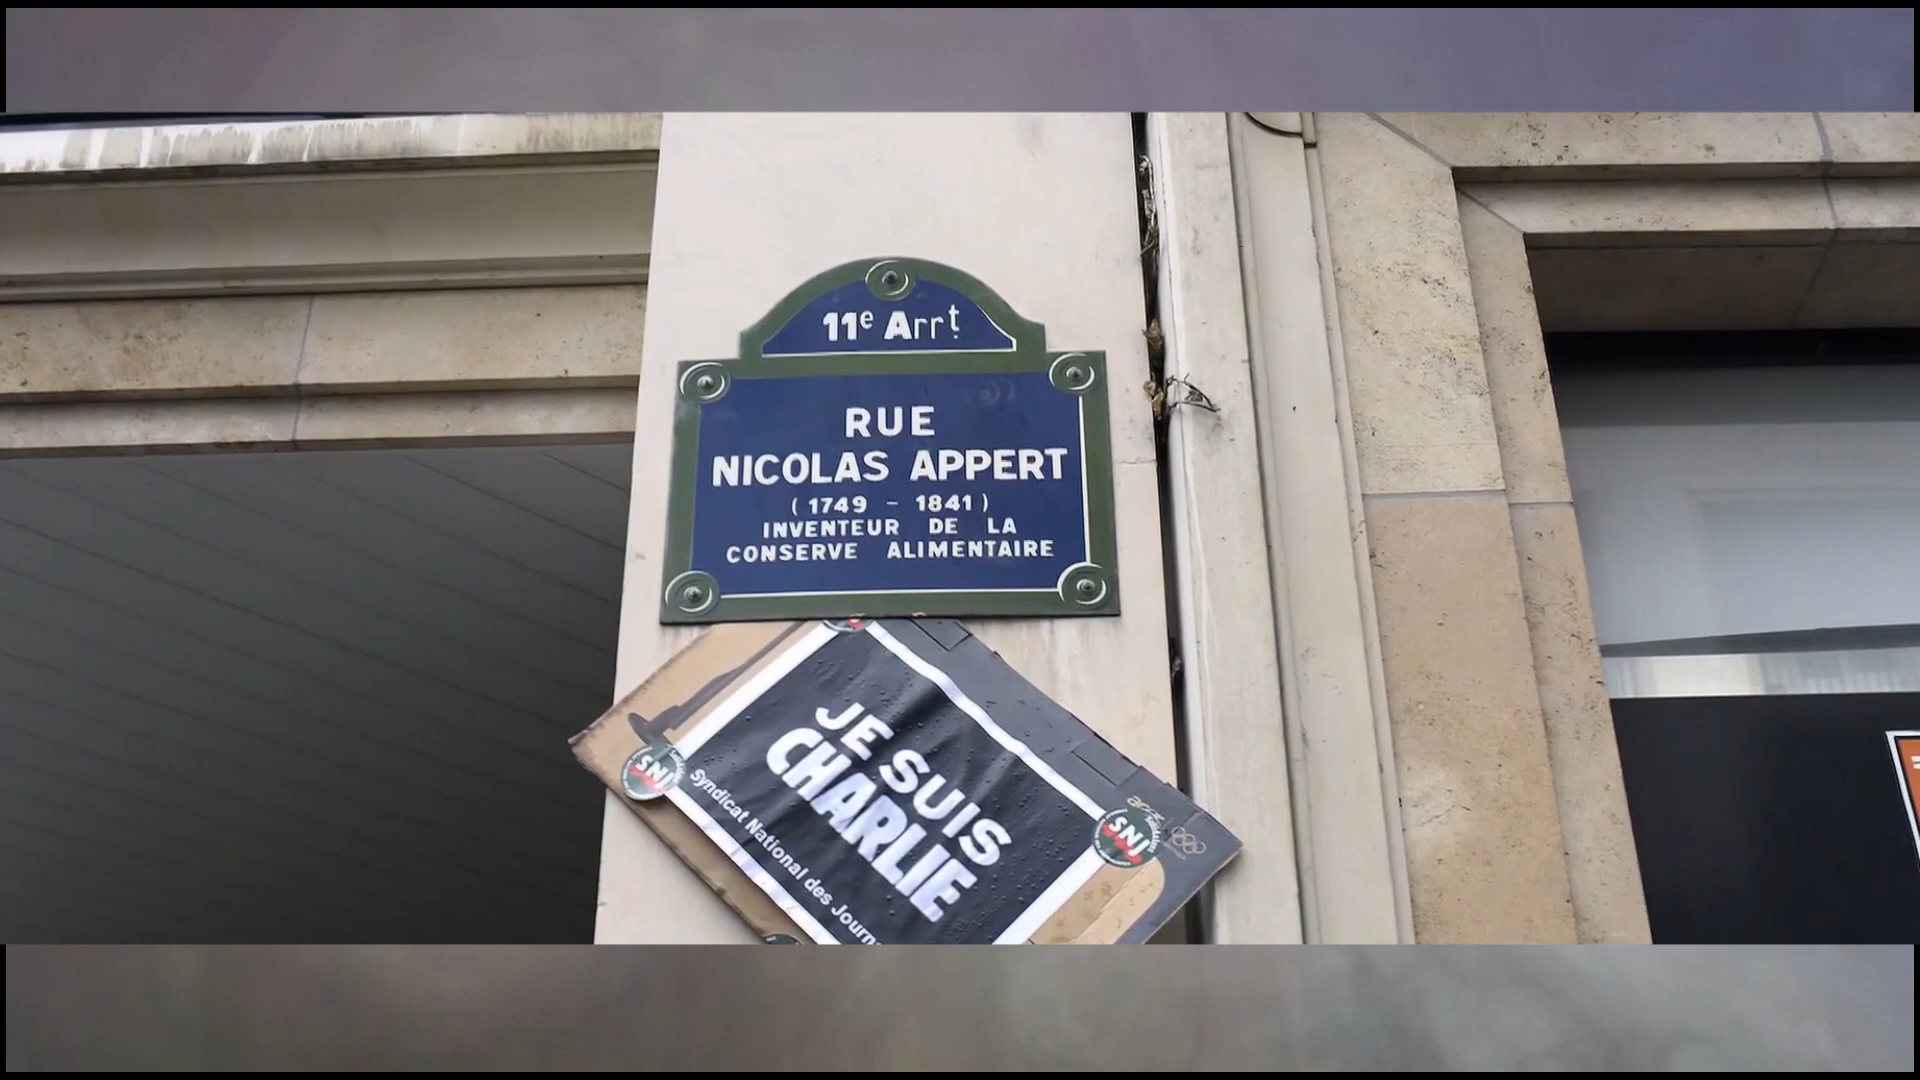 11e Arrt
RUE
NICOLAS APPERT
( 1749 - 1841 )
INVENTEUR DE LA
CONSERVE ALIMENTAIRE
JE SUIS
CHARLIE
Syndicat National des Journ
SNJ
SNJ